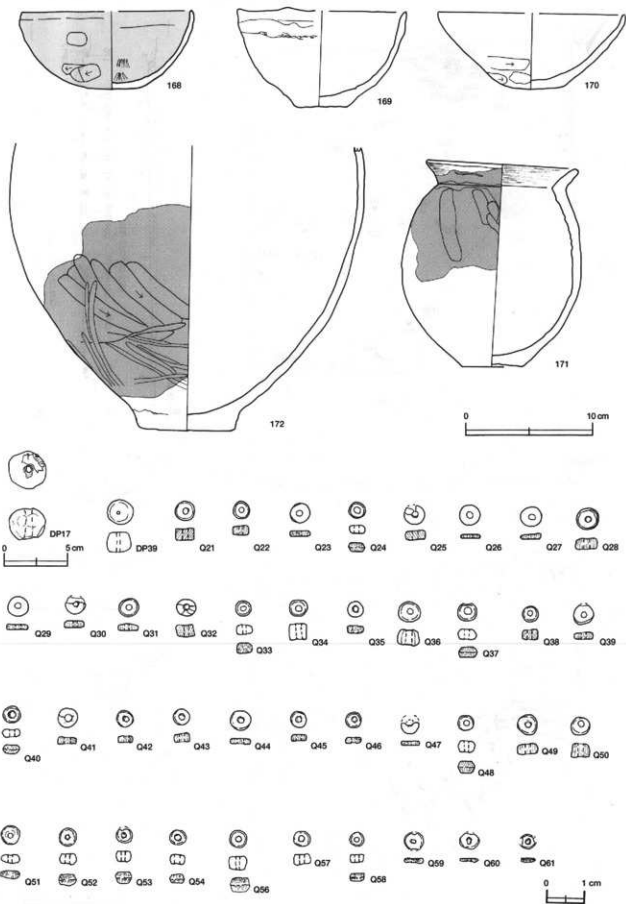 168
169
170
171
172
0 10 cm
DP17
0 5 cm
DP39 Q21 Q22 Q23 Q24 Q25 Q26 Q27 Q28
Q29 Q30 Q31 Q32 Q33 Q34 Q35 Q36 Q37 Q38 Q39
Q40 Q41 Q42 Q43 Q44 Q45 Q46 Q47 Q48 Q49 Q50
Q51 Q52 Q53 Q54 Q56 Q57 Q58 Q59 Q60 Q61
0 1 cm